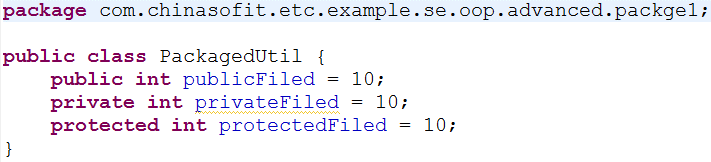 package com.chinasofit.etc.example.se.oop.advanced.packge1;
public class PackagedUtil {
public int publicFiled = 10;
private int privateFiled = 10;
protected int protectedFiled = 10;
}